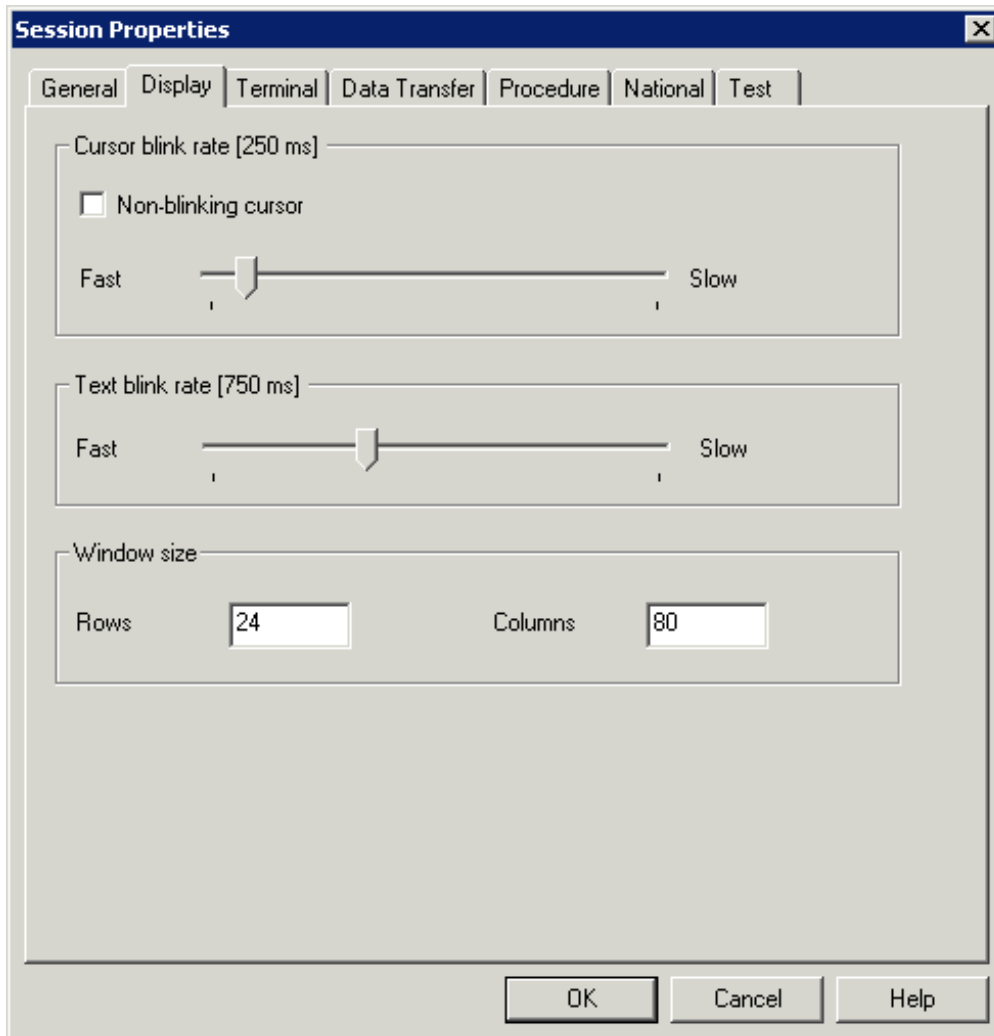 Session Properties
General Display Terminal Data Transfer Procedure National Test
Cursor blink rate [250 ms]
Non-blinking cursor
Fast Slow
Text blink rate [750 ms]
Fast Slow
Window size
Rows 24 Columns 80
OK Cancel Help